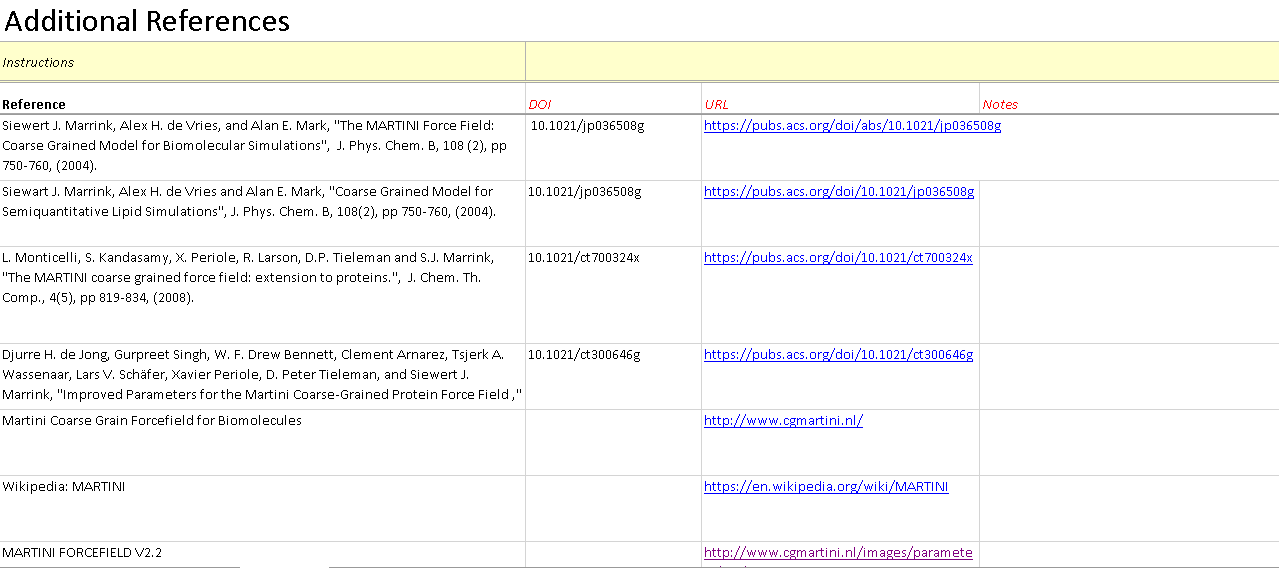 Additional References
Instructions
Reference DOI URL Notes
Siewert J. Marrink, Alex H. de Vries, and Alan E. Mark, "The MARTINI Force Field: 10.1021/jp036508g https://pubs.acs.org/doi/abs/10.1021/jp036508g
Coarse Grained Model for Biomolecular Simulations", J. Phys. Chem. B, 108 (2), pp
750-760, (2004).
Siewart J. Marrink, Alex H. de Vries and Alan E. Mark, "Coarse Grained Model for 10.1021/jp036508g https://pubs.acs.org/doi/10.1021/jp036508g
Semiquantitative Lipid Simulations", J. Phys. Chem. B, 108(2), pp 750-760, (2004).
L. Monticelli, S. Kandasamy, X. Periole, R. Larson, D.P. Tieleman and S.J. Marrink, 10.1021/ct700324x https://pubs.acs.org/doi/10.1021/ct700324x
"The MARTINI coarse grained force field: extension to proteins.", J. Chem. Th.
Comp., 4(5), pp 819-834, (2008).
Djurre H. de Jong, Gurpreet Singh, W. F. Drew Bennett, Clement Arnarez, Tsjerk A. 10.1021/ct300646g https://pubs.acs.org/doi/10.1021/ct300646g
Wassenaar, Lars V. Schäfer, Xavier Periole, D. Peter Tieleman, and Siewert J.
Marrink, "Improved Parameters for the Martini Coarse-Grained Protein Force Field ,"
Martini Coarse Grain Forcefield for Biomolecules http://www.cgmartini.nl/
Wikipedia: MARTINI https://en.wikipedia.org/wiki/MARTINI
MARTINI FORCEFIELD V2.2 http://www.cgmartini.nl/images/paramete